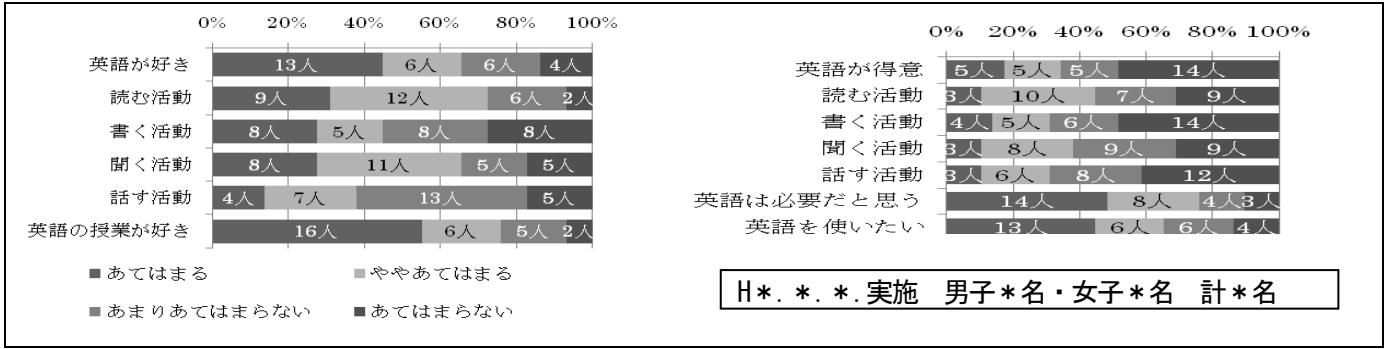 0% 20% 40% 60% 80% 100%
英語が好き 13人 6人 6人 4人
読む活動 9人 12人 6人 2人
書く活動 8人 5人 8人 8人
聞く活動 8人 11人 5人 5人
話す活動 4人 7人 13人 5人
英語の授業が好き 16人 6人 5人 2人
■あてはまる ■ややあてはまる
■あまりあてはまらない ■あてはまらない
0% 20% 40% 60% 80% 100%
英語が得意 5人 5人 5人 14人
読む活動 3人 10人 7人 9人
書く活動 4人 5人 6人 14人
聞く活動 3人 8人 9人 9人
話す活動 3人 6人 8人 12人
英語は必要だと思う 14人 8人 4人 3人
英語を使いたい 13人 6人 6人 4人
H*.*.*.実施 男子*名・女子*名 計*名